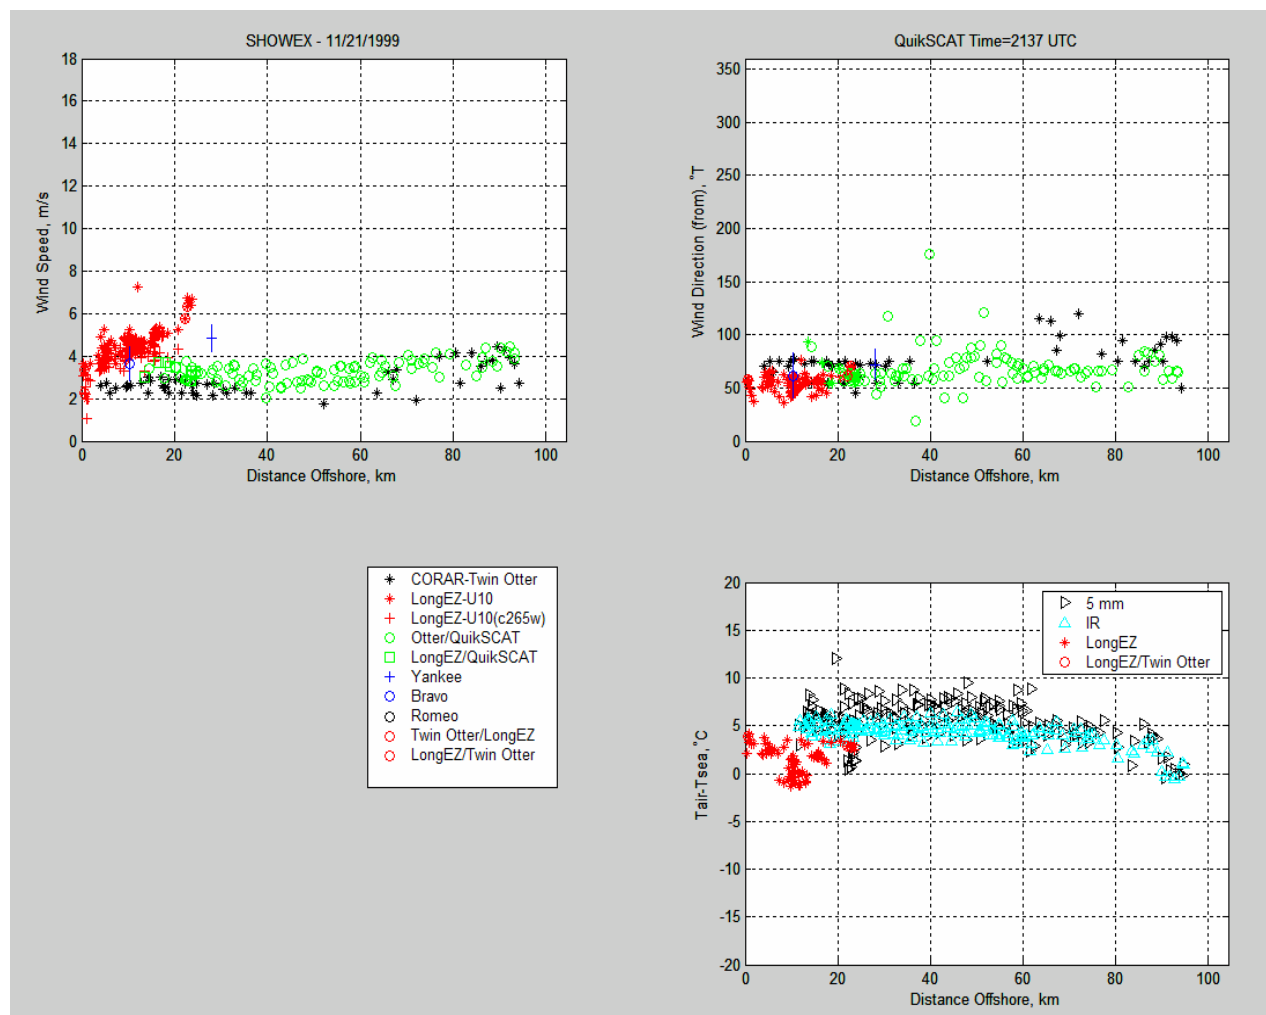 SHOWEX - 11/21/1999
18
16
14
12
10
8
6
4
2
0
Wind Speed, m/s
0 20 40 60 80 100
Distance Offshore, km
QuikSCAT Time=2137 UTC
350
300
250
200
150
100
50
0
Wind Direction (from), °T
0 20 40 60 80 100
Distance Offshore, km
CORAR-Twin Otter
LongEZ-U10
LongEZ-U10(c265w)
Otter/QuikSCAT
LongEZ/QuikSCAT
Yankee
Bravo
Romeo
Twin Otter/LongEZ
LongEZ/Twin Otter
20
15
10
5
0
-5
-10
-15
-20
Tair-Tsea,°C
5 mm
IR
LongEZ
LongEZ/Twin Otter
0 20 40 60 80 100
Distance Offshore, km